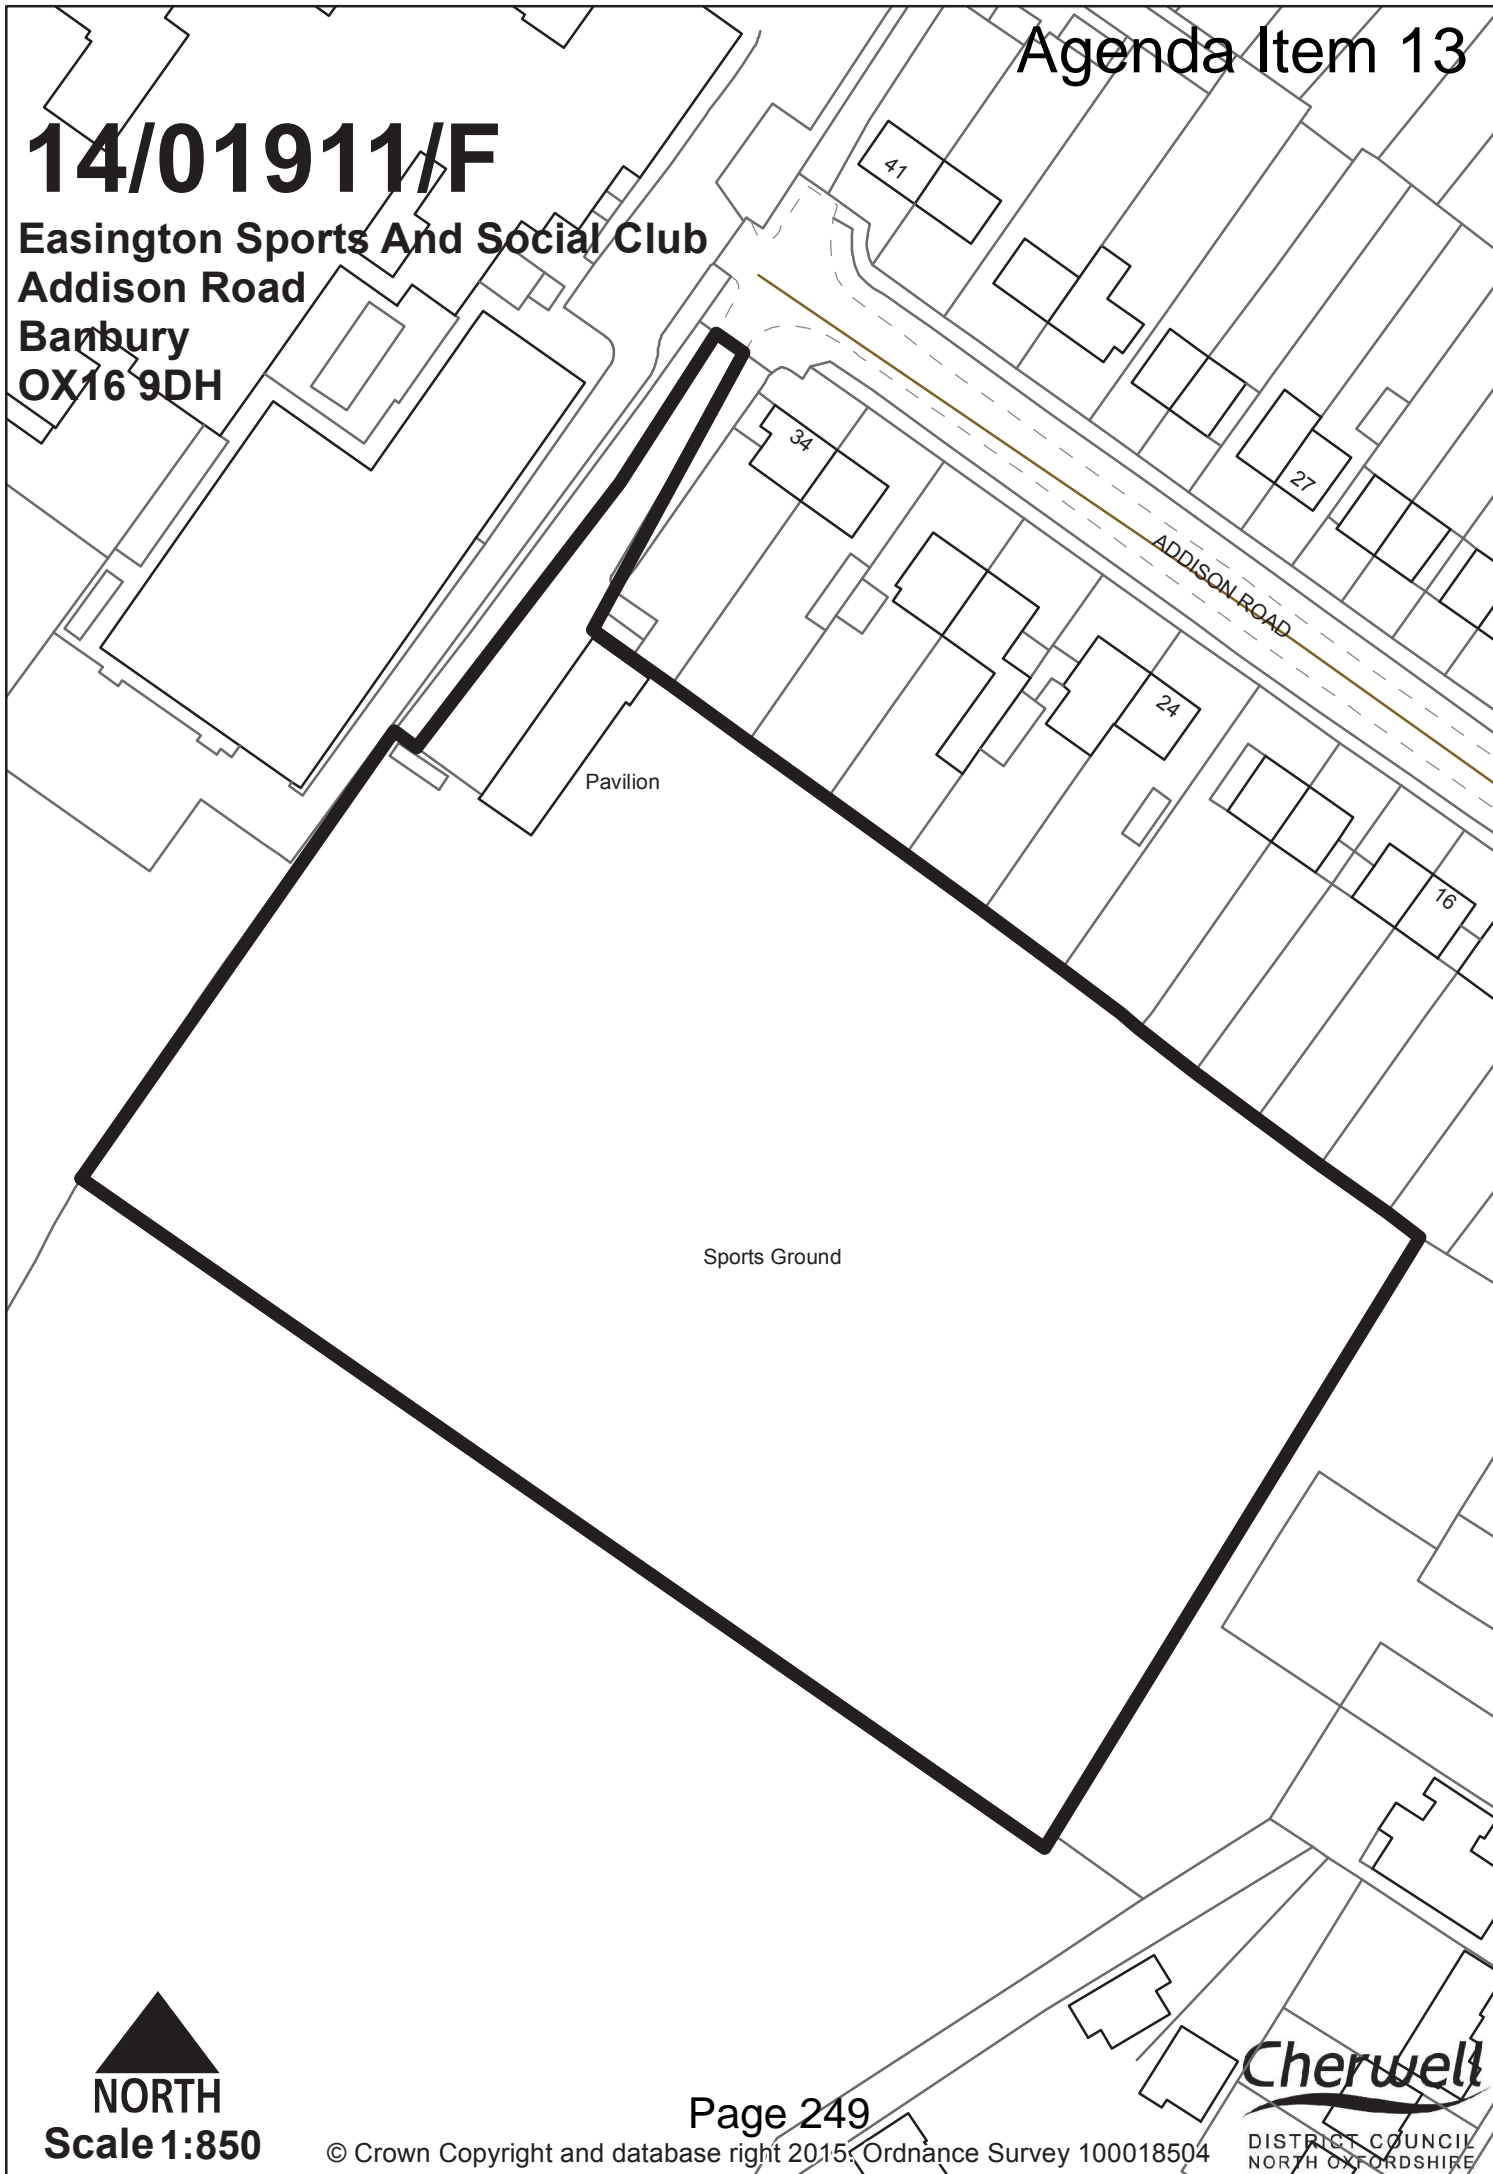 Agenda Item 13
14/01911/F
Easington Sports And Social Club
Addison Road
Banbury
OX16 9DH
41
34
27
ADDISON ROAD
24
16
Pavilion
Sports Ground
NORTH
Scale 1:850
Page 249
© Crown Copyright and database right 2015. Ordnance Survey 100018504
Cherwell
DISTRICT COUNCIL
NORTH OXFORDSHIRE